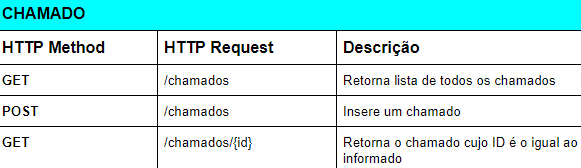 CHAMADO
HTTP Method HTTP Request Descrição
GET /chamados Retorna lista de todos os chamados
POST /chamados Insere um chamado
GET /chamados/{id} Retorna o chamado cujo ID é o igual ao
informado